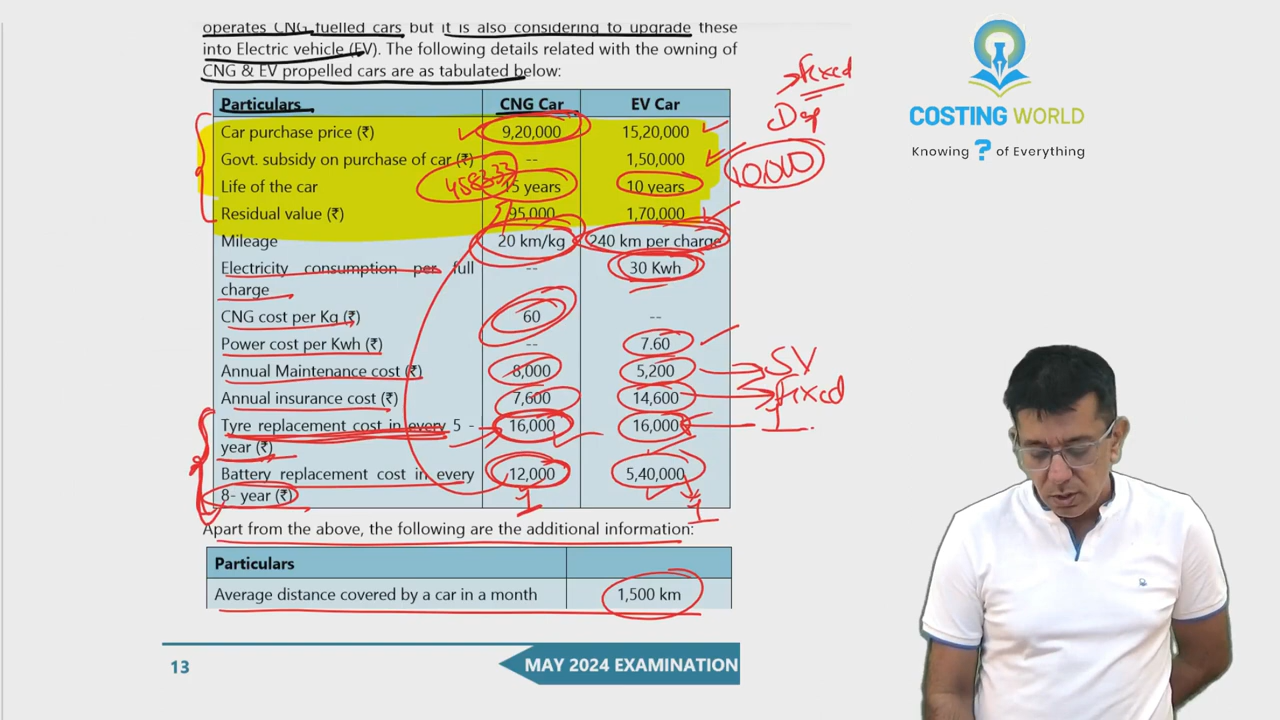 operates CNG fuelled cars but it is also considering to upgrade these
into Electric vehicle (EV). The following details related with the owning of
CNG & EV propelled cars are as tabulated below:
Particulars CNG Car EV Car
Car purchase price (₹) 9,20,000 15,20,000
Govt. subsidy on purchase of car (₹) -- 1,50,000
Life of the car 15 years 10 years
Residual value (₹) 95,000 1,70,000
Mileage 20 km/kg 240 km per charge
Electricity consumption per full
charge -- 30 Kwh
CNG cost per Kg (₹) 60 --
Power cost per Kwh (₹) -- 7.60
Annual Maintenance cost (₹) 8,000 5,200
Annual insurance cost (₹) 7,600 14,600
Tyre replacement cost in every 5 -
year (₹) 16,000 16,000
Battery replacement cost in every
8- year (₹) 12,000 5,40,000
Apart from the above, the following are the additional information:
Particulars
Average distance covered by a car in a month 1,500 km
13
MAY 2024 EXAMINATION
fixed
Dep
10,000
458333
SV
fixed
1
1
1
COSTING WORLD
Knowing ? of Everything